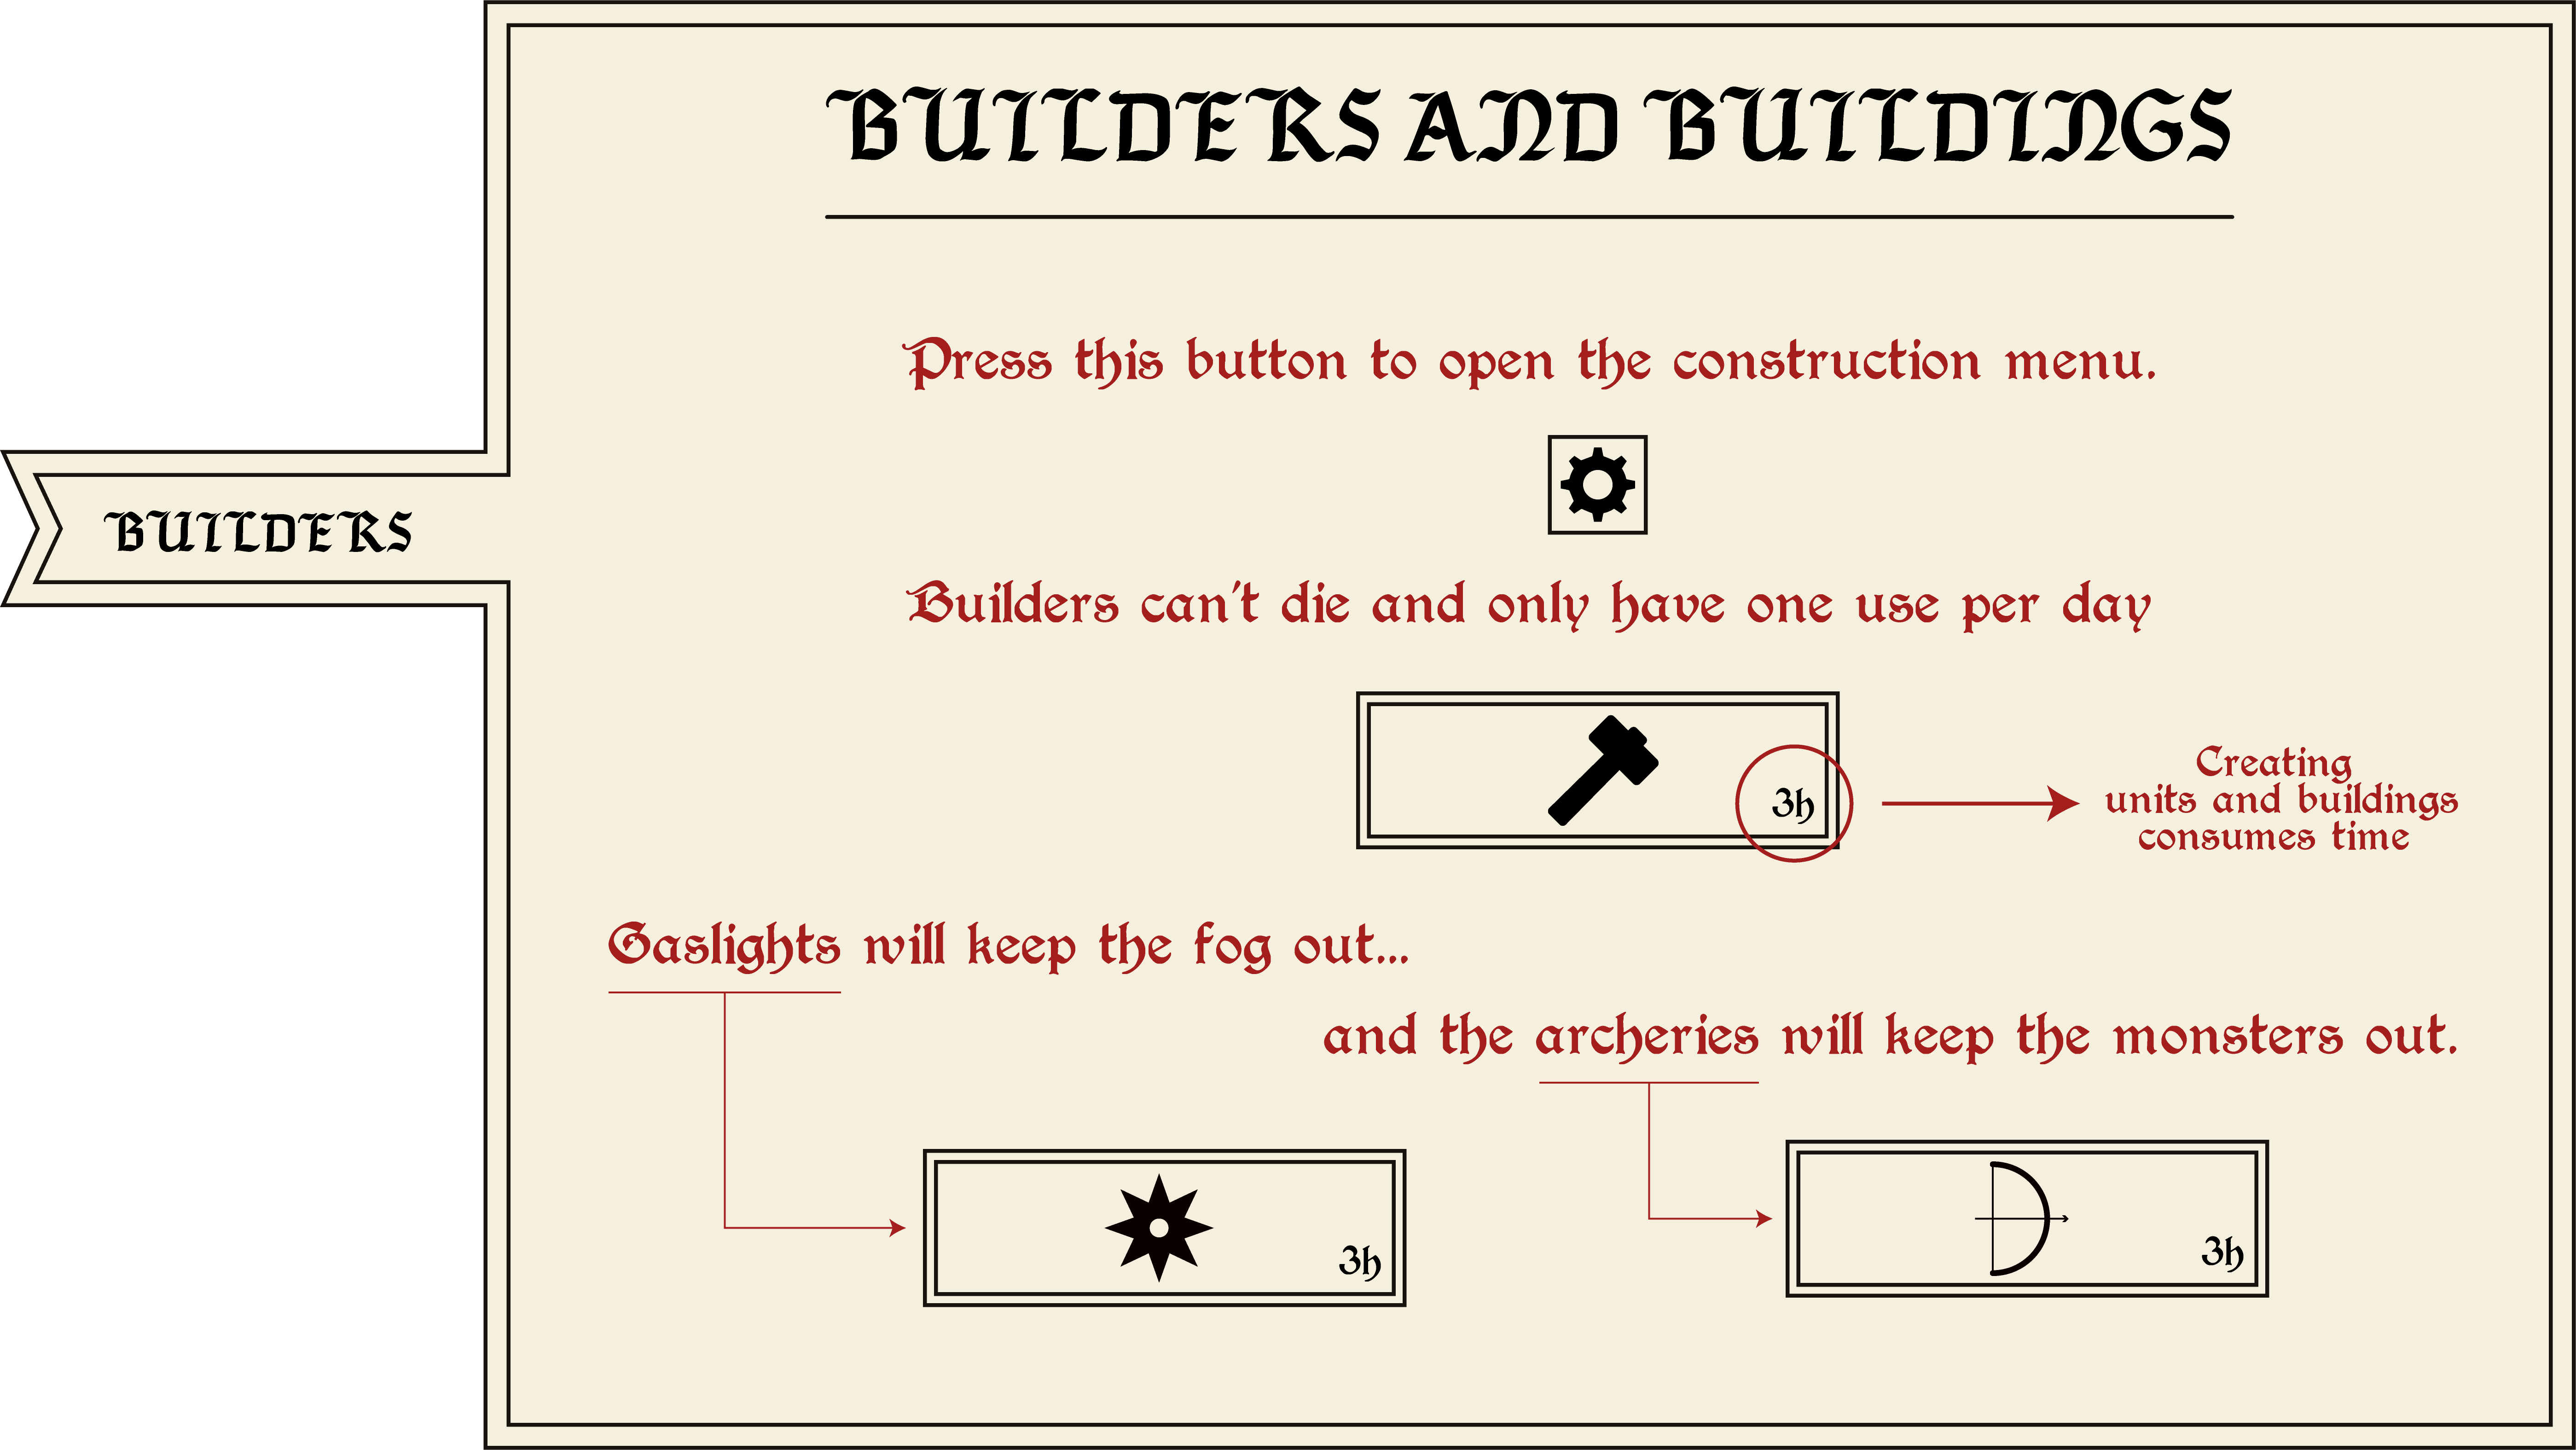 BUILDERS AND BUILDINGS
Press this button to open the construction menu.
BUILDERS
Builders can't die and only have one use per day
3h
Creating
units and buildings
consumes time
Gaslights will keep the fog out...
and the archeries will keep the monsters out.
3h
3h